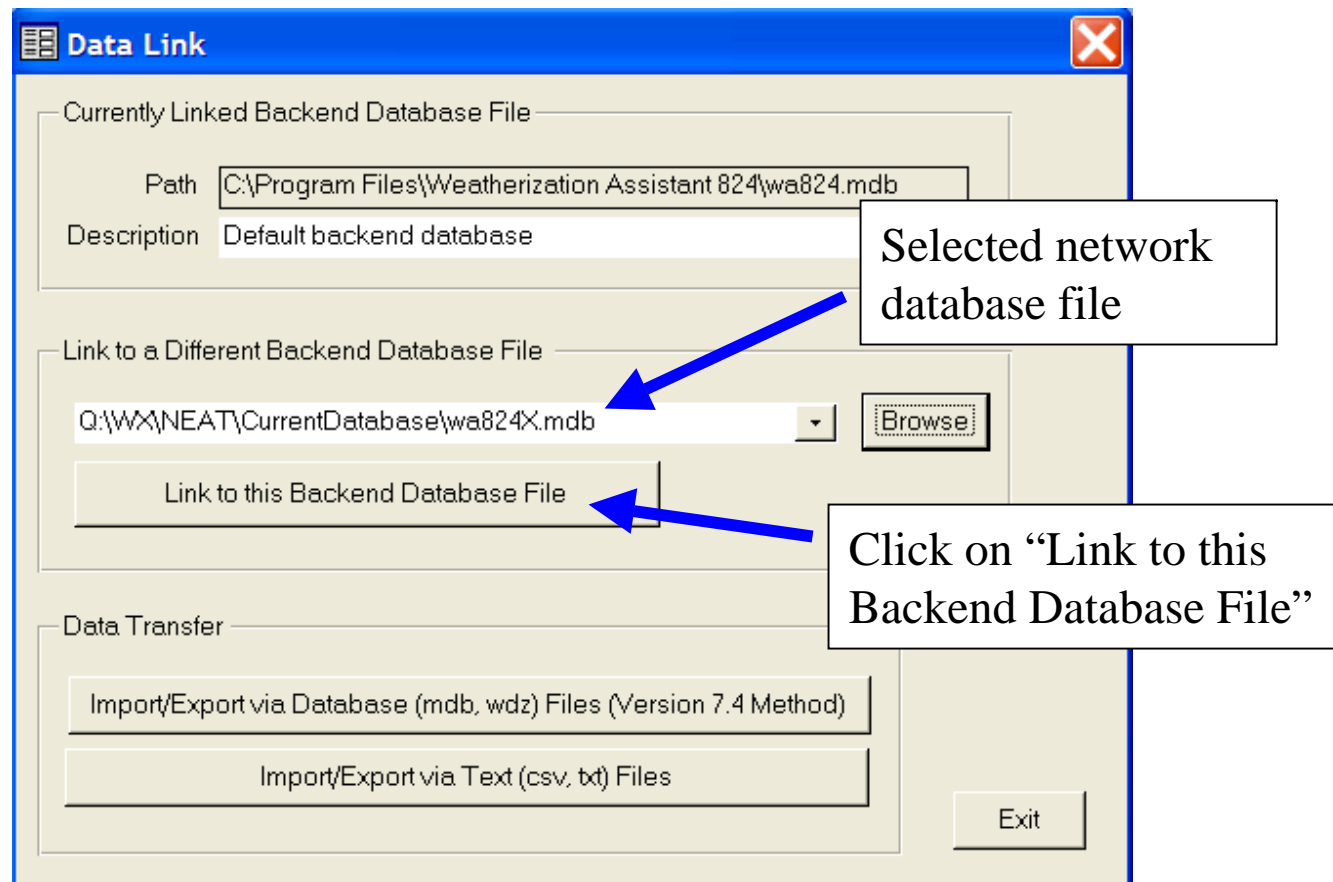 Data Link
Currently Linked Backend Database File
Path C:\Program Files\Weatherization Assistant 824\wa824.mdb
Description Default backend database
Selected network
database file
Link to a Different Backend Database File
Q:\WX\NEAT\CurrentDatabase\wa824X.mdb Browse
Link to this Backend Database File
Click on “Link to this
Backend Database File”
Data Transfer
Import/Export via Database (mdb, wdz) Files (Version 7.4 Method)
Import/Export via Text (csv, txt) Files
Exit